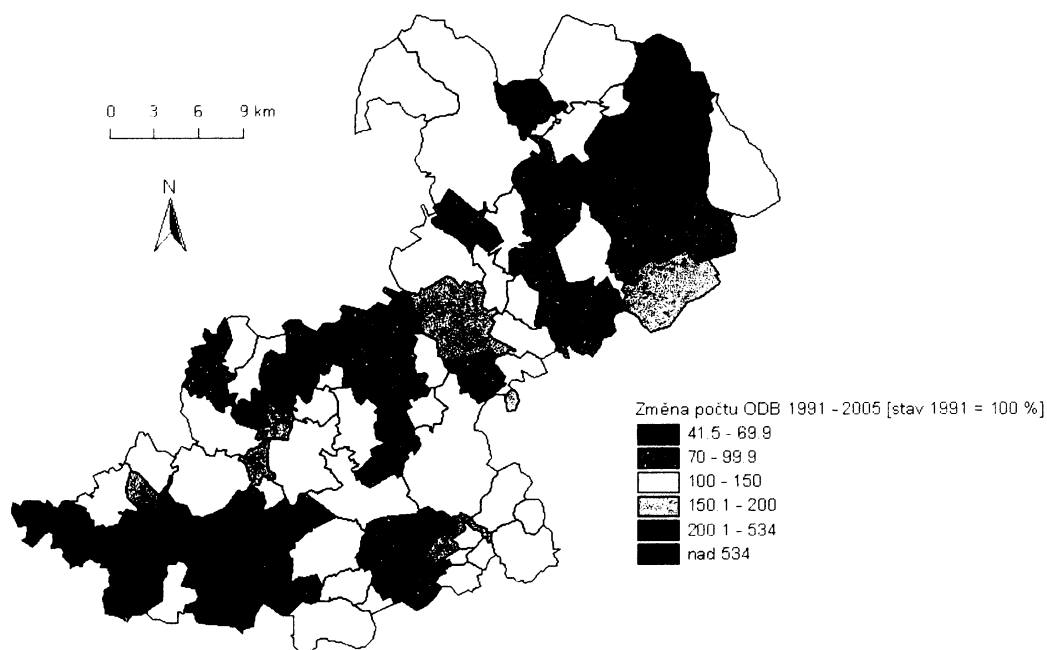 0 3 6 9 km
N
Změna počtu ODB 1991 - 2005 [stav 1991 = 100 %]
41.5 - 69.9
70 - 99.9
100 - 150
150.1 - 200
200.1 - 534
nad 534